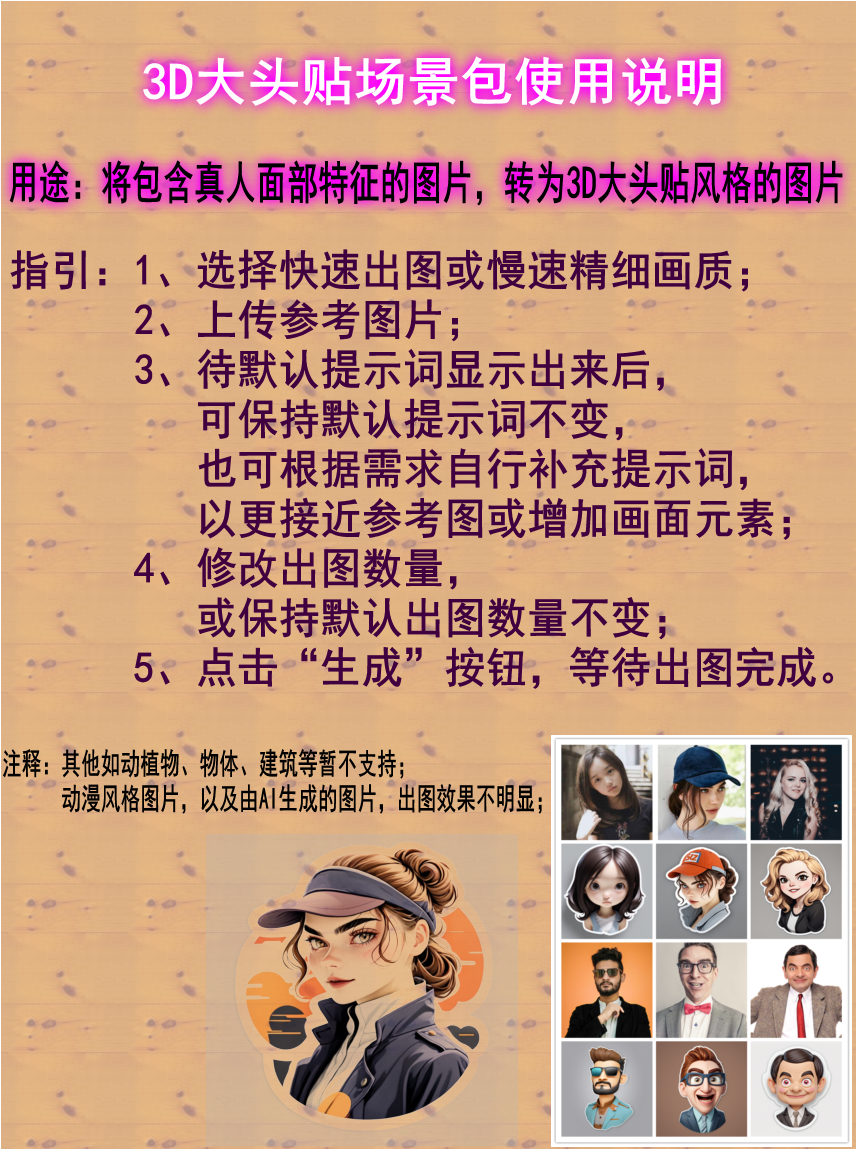 3D大头贴场景包使用说明
用途：将包含真人面部特征的图片，转为3D大头贴风格的图片
指引：1、选择快速出图或慢速精细画质；
2、上传参考图片；
3、待默认提示词显示出来后，
可保持默认提示词不变，
也可根据需求自行补充提示词，
以更接近参考图或增加画面元素；
4、修改出图数量，
或保持默认出图数量不变；
5、点击“生成”按钮，等待出图完成。
注释：其他如动植物、物体、建筑等暂不支持；
动漫风格图片，以及由AI生成的图片，出图效果不明显；